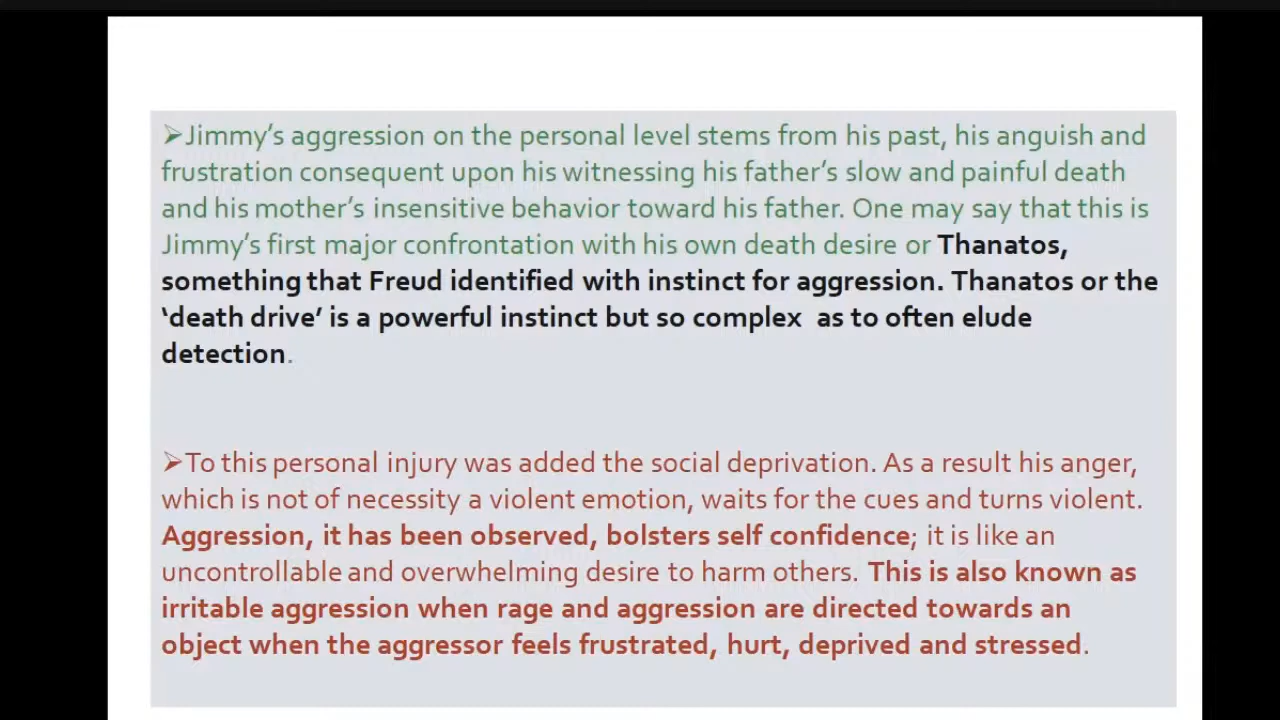 ➢Jimmy’s aggression on the personal level stems from his past, his anguish and
frustration consequent upon his witnessing his father’s slow and painful death
and his mother’s insensitive behavior toward his father. One may say that this is
Jimmy’s first major confrontation with his own death desire or Thanatos,
something that Freud identified with instinct for aggression. Thanatos or the
‘death drive’ is a powerful instinct but so complex as to often elude
detection.
➢To this personal injury was added the social deprivation. As a result his anger,
which is not of necessity a violent emotion, waits for the cues and turns violent.
Aggression, it has been observed, bolsters self confidence; it is like an
uncontrollable and overwhelming desire to harm others. This is also known as
irritable aggression when rage and aggression are directed towards an
object when the aggressor feels frustrated, hurt, deprived and stressed.